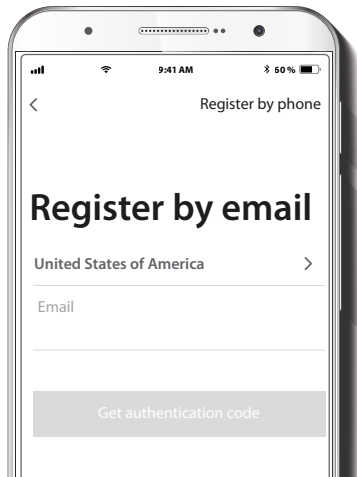 9:41 AM 60 %
Register by phone
Register by email
United States of America
Email
Get authentication code